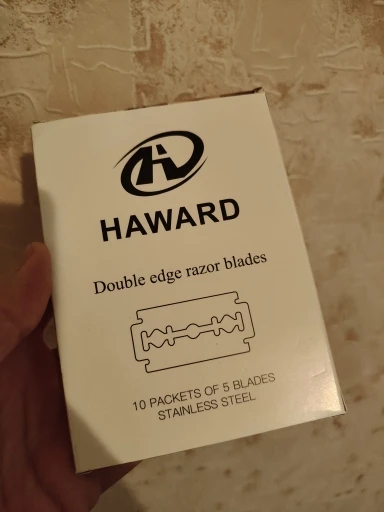 HAWARD
Double edge razor blades
10 PACKETS OF 5 BLADES
STAINLESS STEEL